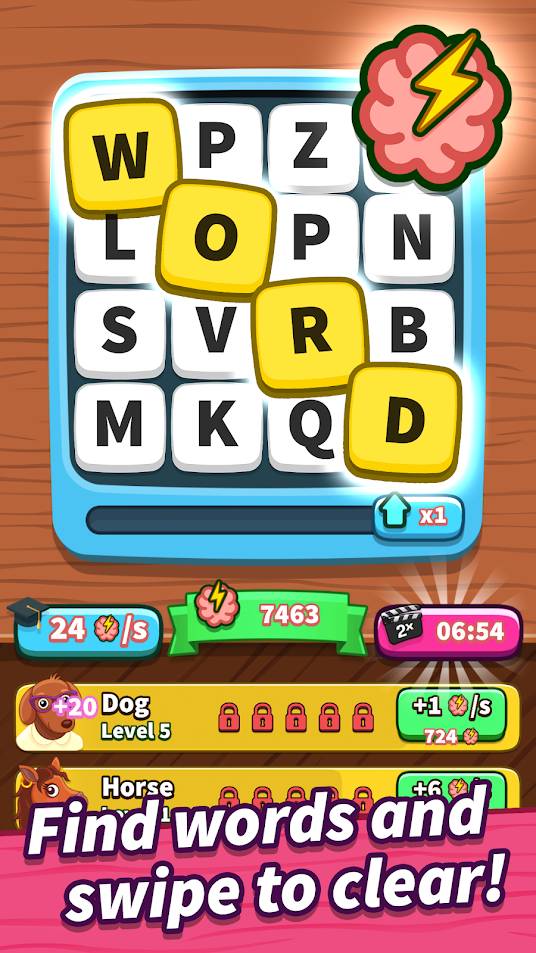 W P Z
L O P N
S V R B
M K Q D
x1
24 /s
7463
2x
06:54
+20
Dog
Level 5
+1 /s
724
Horse
+6
Find words and
swipe to clear!